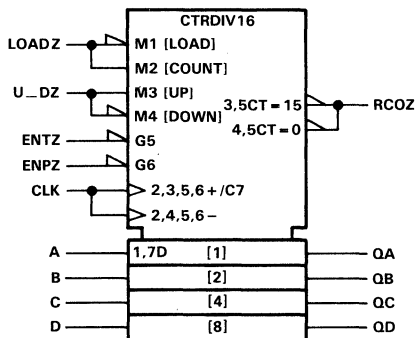 CTRDIV16
LOADZ
M1 [LOAD]
M2 [COUNT]
U_DZ
M3 [UP]
M4 [DOWN]
3,5CT=15
4,5CT=0
RCOZ
ENTZ
G5
ENPZ
G6
CLK
2,3,5,6+/C7
2,4,5,6−
A
1,7D
[1]
QA
B
[2]
QB
C
[4]
QC
D
[8]
QD